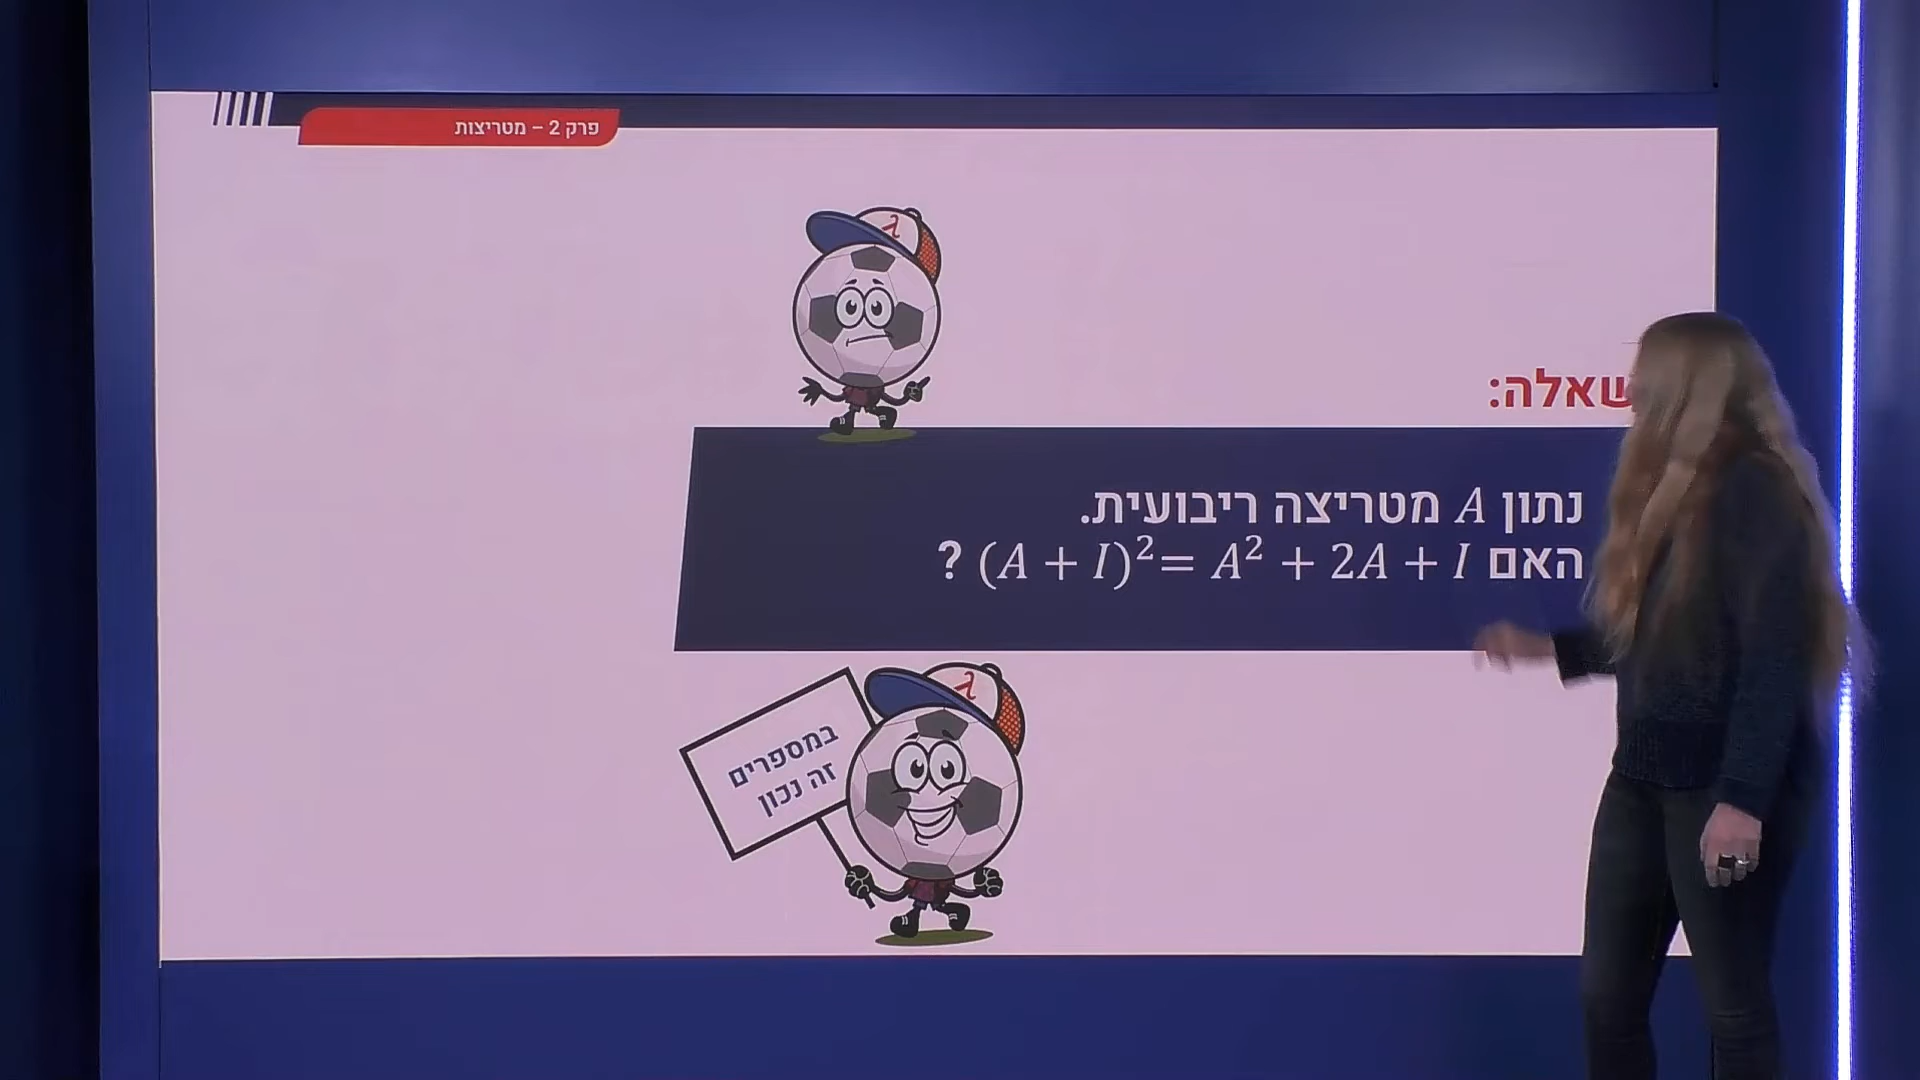 פרק 2 – מטריצות
שאלה:
נתון A מטריצה ריבועית.
האם (A + I)² = A² + 2A + I ?
במספרים
זה נכון